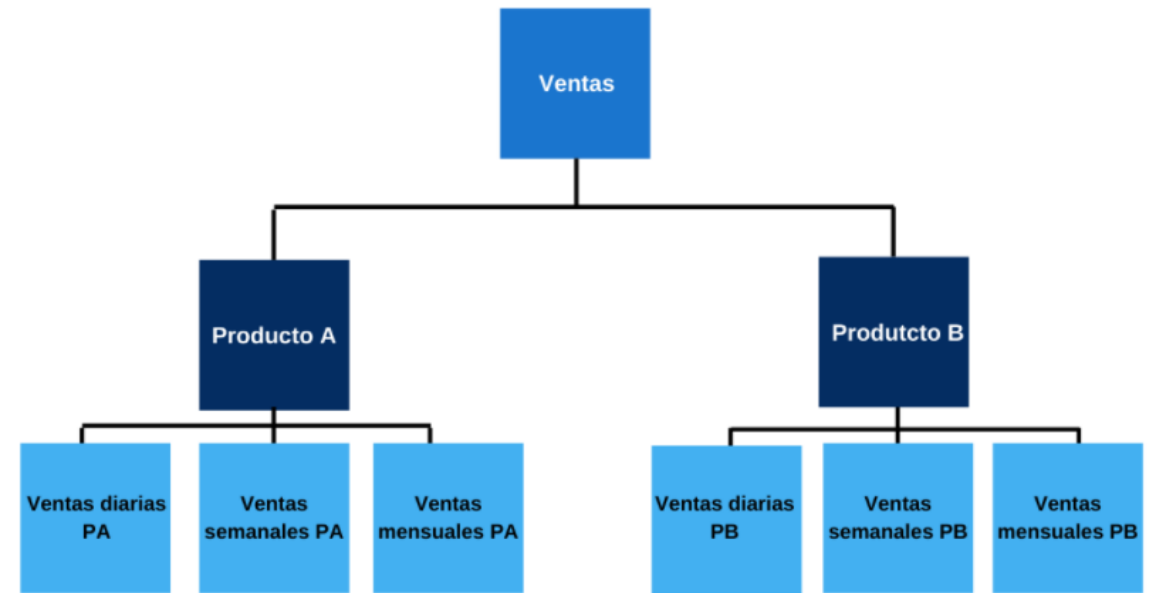 Ventas
Producto A
Produtcto B
Ventas diarias
PA
Ventas
semanales PA
Ventas
mensuales PA
Ventas diarias
PB
Ventas
semanales PB
Ventas
mensuales PB